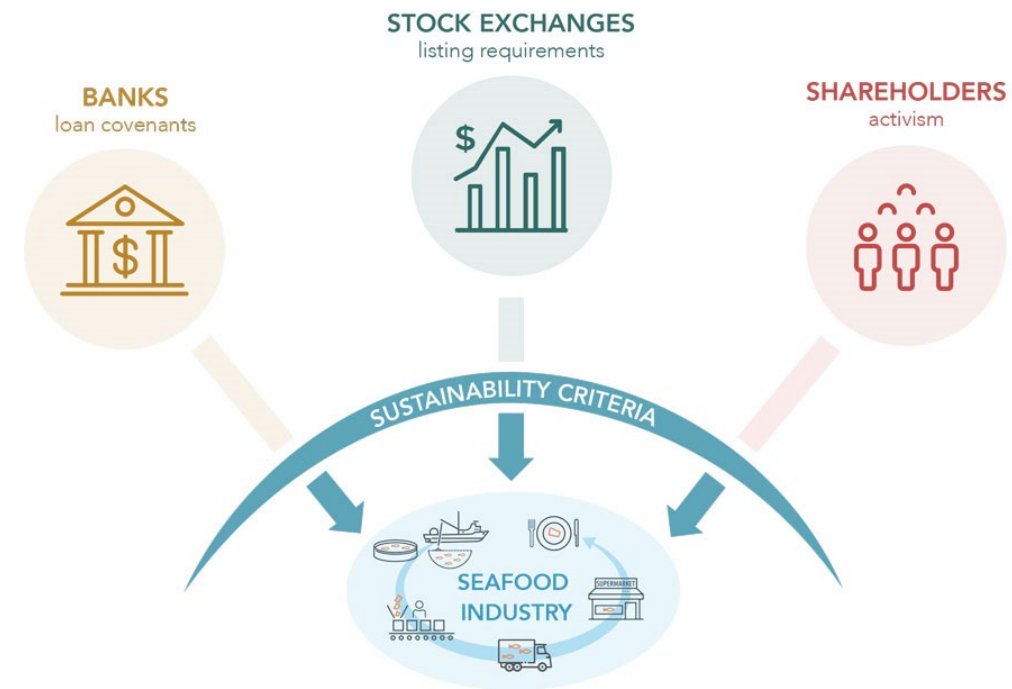 STOCK EXCHANGES
listing requirements
BANKS
loan covenants
SHAREHOLDERS
activism
$
$
SUSTAINABILITY CRITERIA
SEAFOOD
INDUSTRY
SUPERMARKET